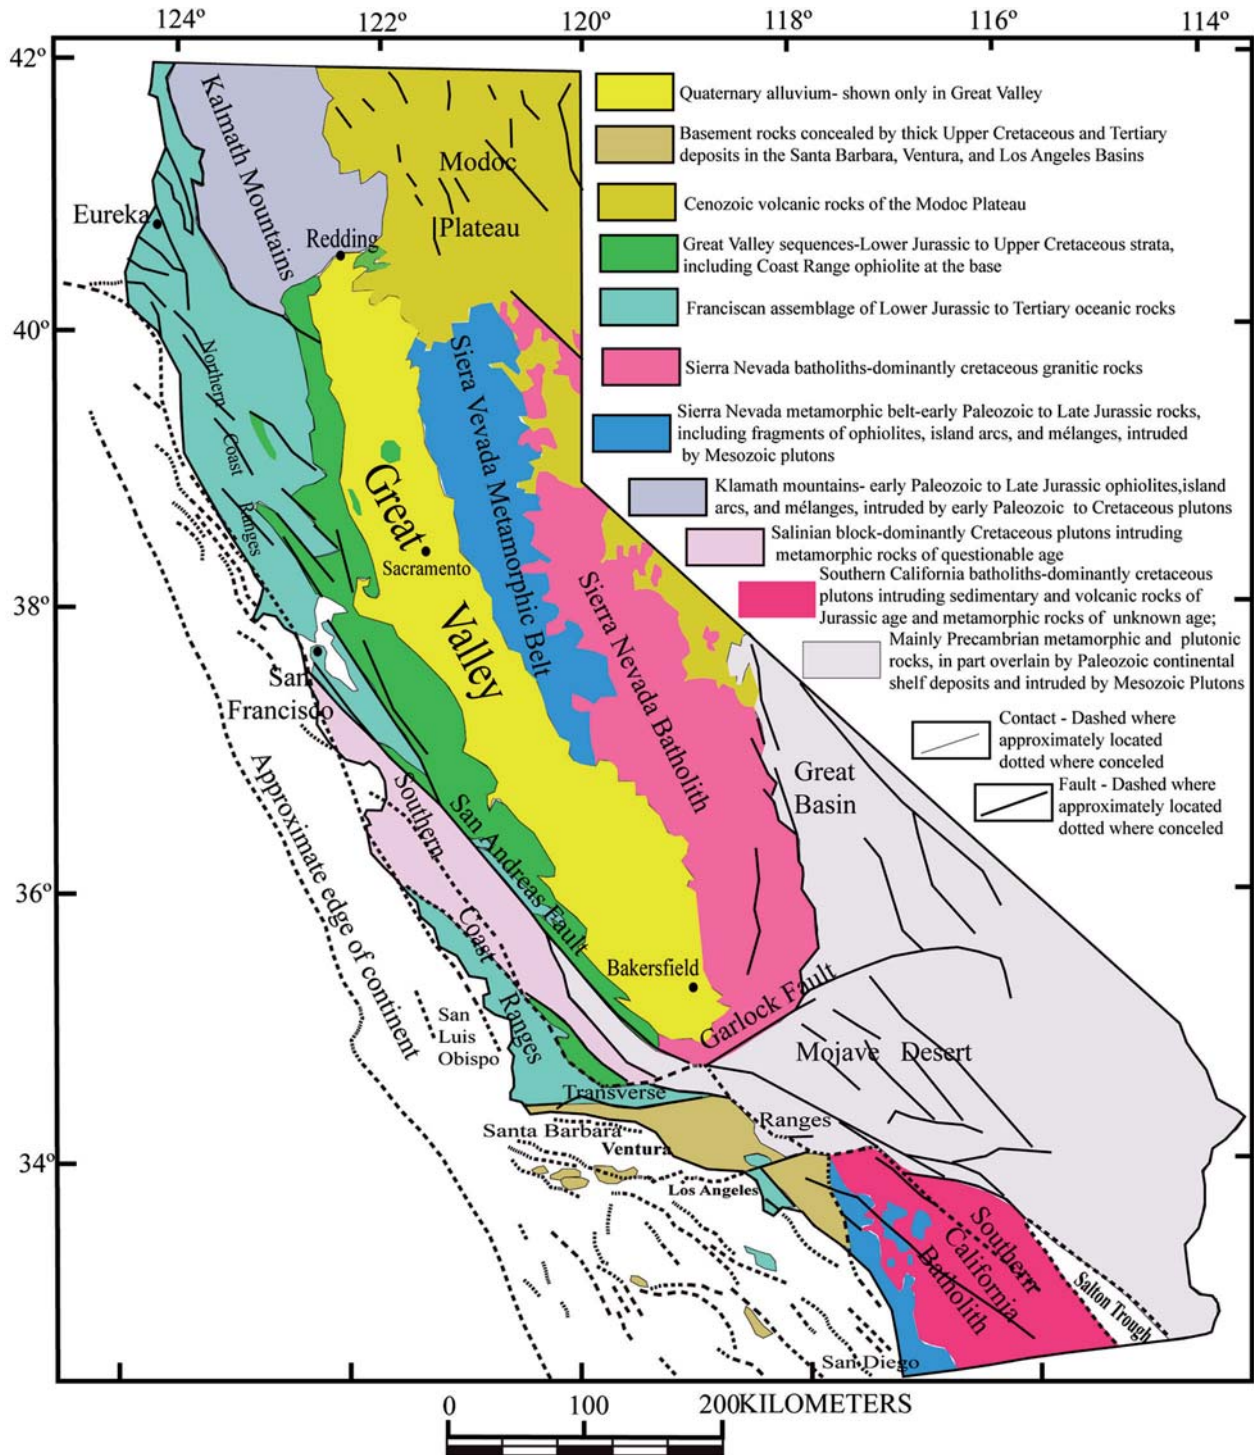 124º 122º 120º 118º 116º 114º
42º
40º
38º
36º
34º
Quaternary alluvium- shown only in Great Valley
Basement rocks concealed by thick Upper Cretaceous and Tertiary
deposits in the Santa Barbara, Ventura, and Los Angeles Basins
Cenozoic volcanic rocks of the Modoc Plateau
Great Valley sequences-Lower Jurassic to Upper Cretaceous strata,
including Coast Range ophiolite at the base
Franciscan assemblage of Lower Jurassic to Tertiary oceanic rocks
Sierra Nevada batholiths-dominantly cretaceous granitic rocks
Sierra Nevada metamorphic belt-early Paleozoic to Late Jurassic rocks,
including fragments of ophiolites, island arcs, and mélanges, intruded
by Mesozoic plutons
Klamath mountains- early Paleozoic to Late Jurassic ophiolites,island
arcs, and mélanges, intruded by early Paleozoic to Cretaceous plutons
Salinian block-dominantly Cretaceous plutons intruding
metamorphic rocks of questionable age
Southern California batholiths-dominantly cretaceous
plutons intruding sedimentary and volcanic rocks of
Jurassic age and metamorphic rocks of unknown age;
Mainly Precambrian metamorphic and plutonic
rocks, in part overlain by Paleozoic continental
shelf deposits and intruded by Mesozoic Plutons
Contact - Dashed where
approximately located
dotted where conceled
Fault - Dashed where
approximately located
dotted where conceled
Kalmath Mountains
Modoc
Plateau
Eureka
Redding
Northern
Coast
Ranges
Siera Vevada Metamorphic Belt
Great
Valley
Sacramento
Sierra Nevada Batholith
San
Francisco
Great
Basin
Southern
Coast
Ranges
San Andreas Fault
Approximate edge of continent
Bakersfield
Garlock Fault
San
Luis
Obispo
Mojave Desert
Transverse
Ranges
Santa Barbara
Ventura
Los Angeles
Southern
California
Batholith
Salton Trough
San Diego
0 100 200KILOMETERS